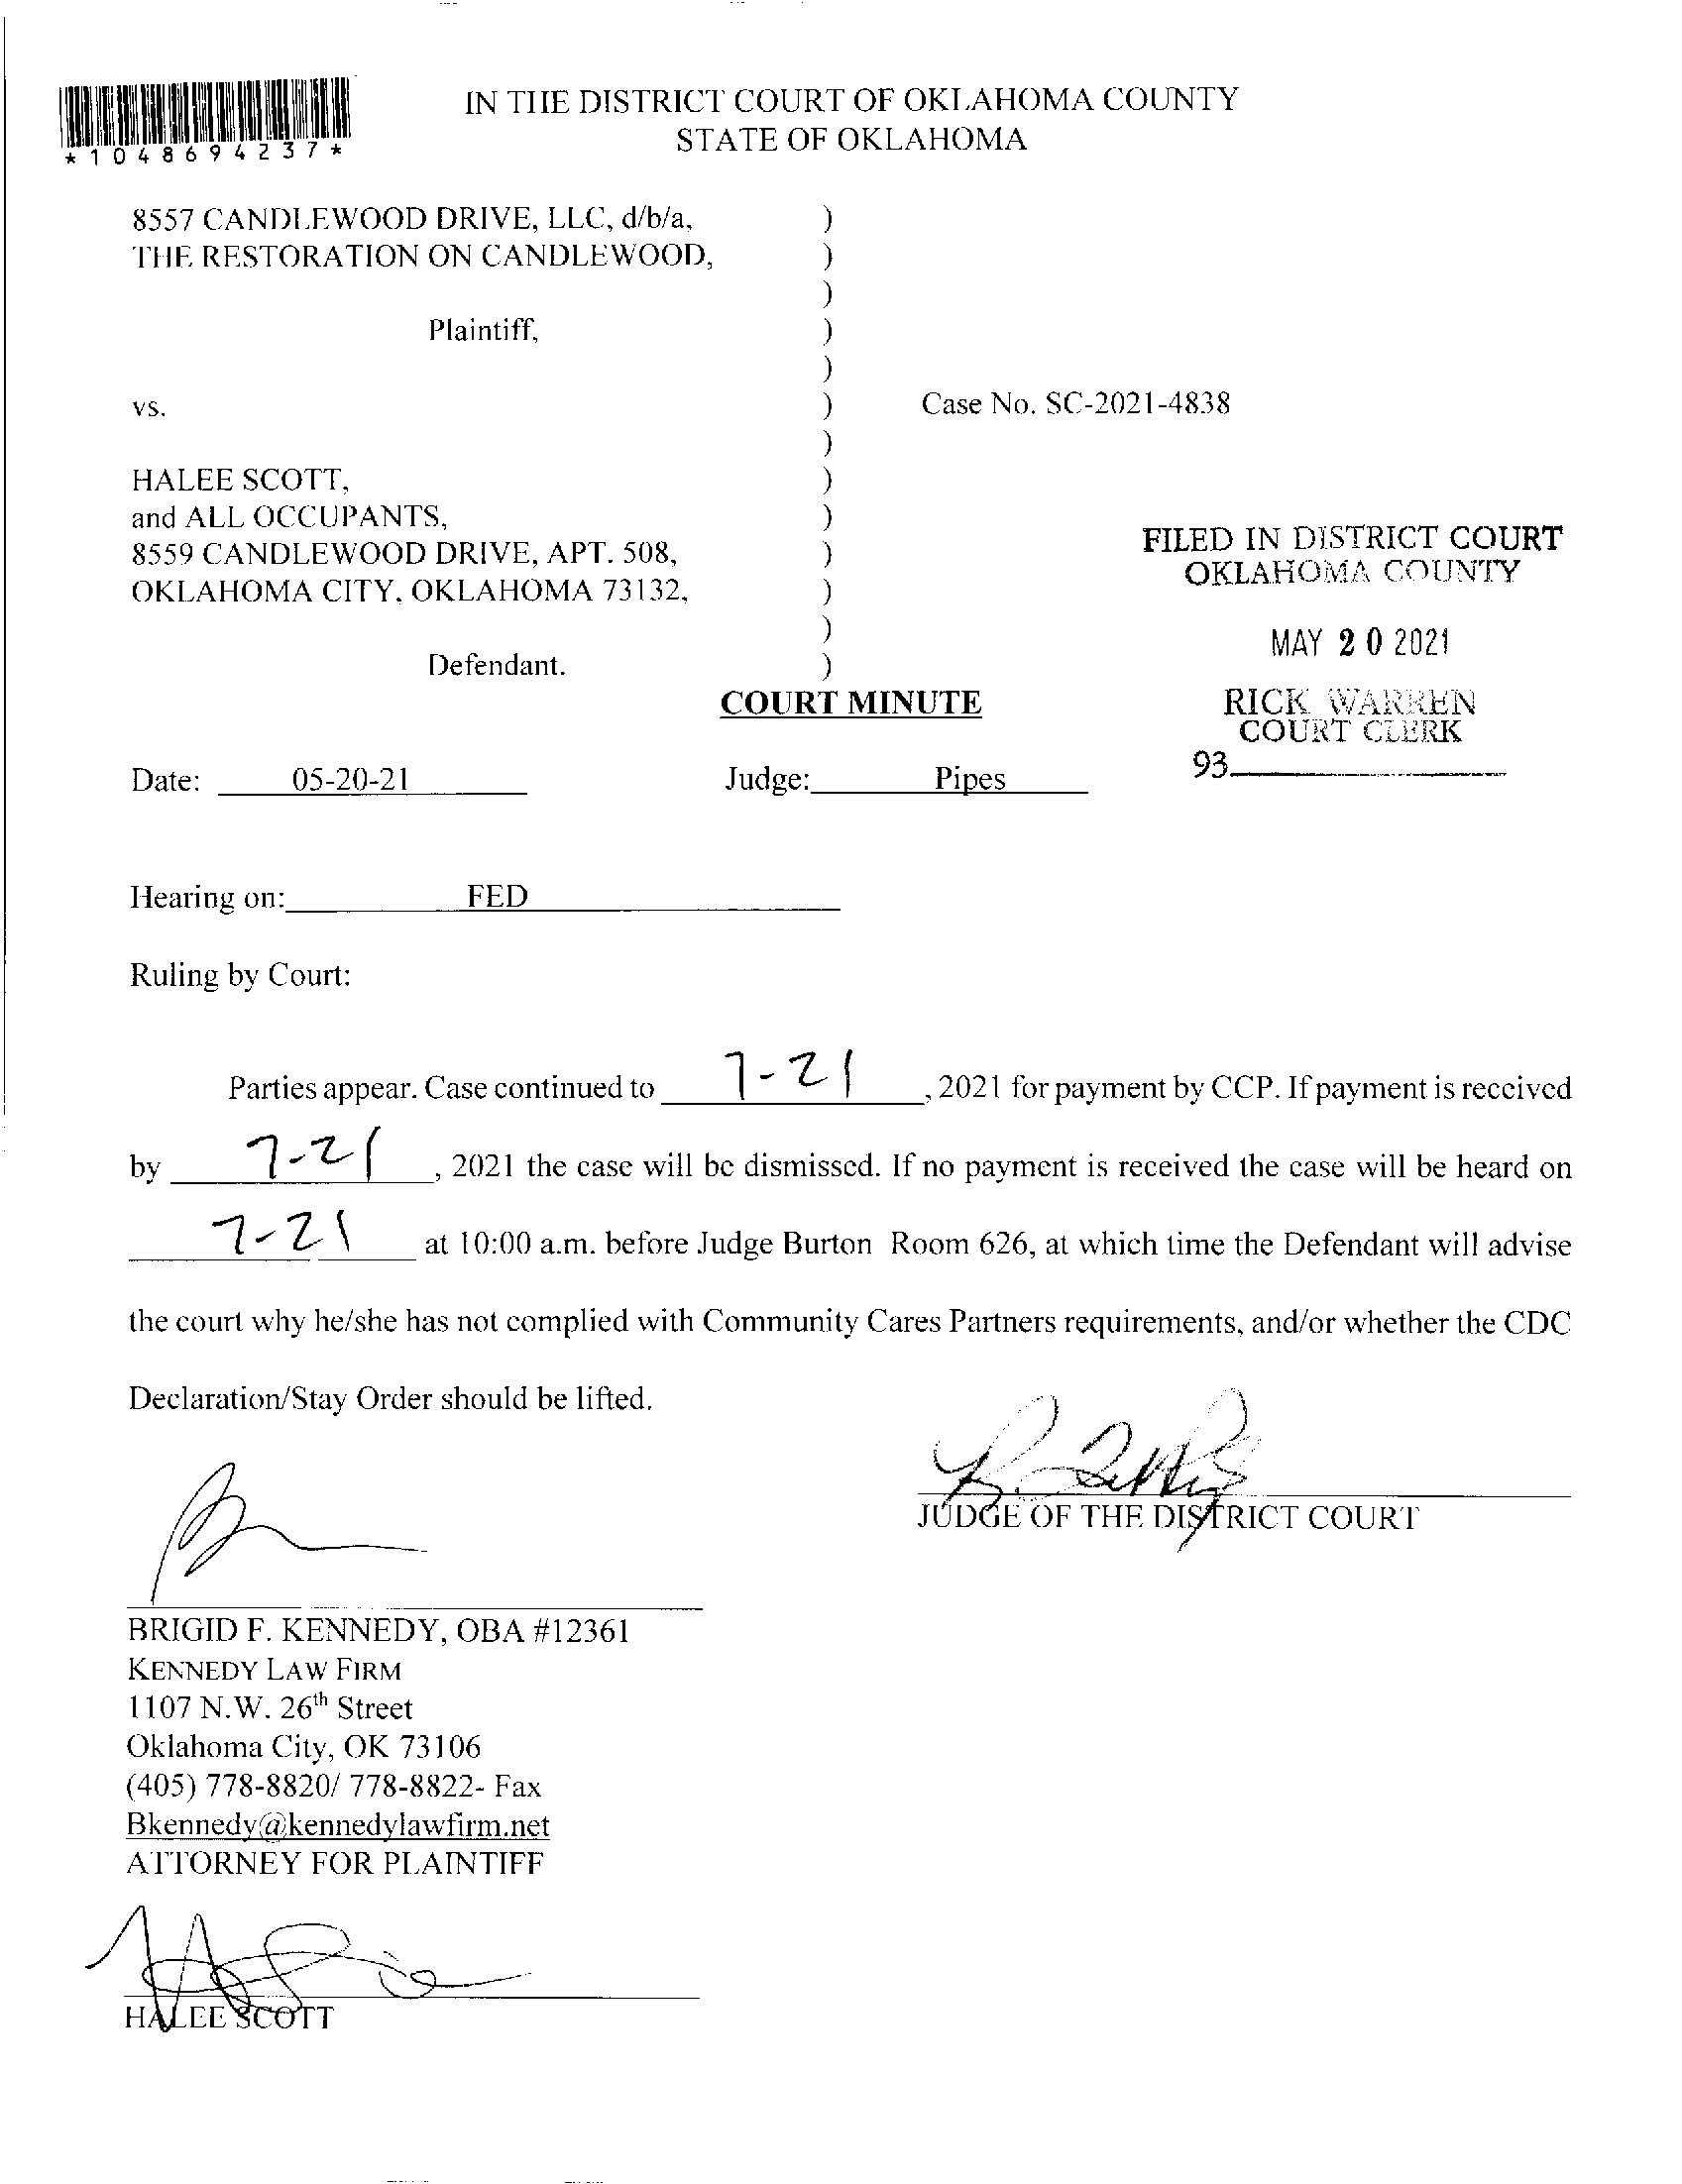 IN THE DISTRICT COURT OF OKLAHOMA COUNTY
STATE OF OKLAHOMA
*1048694237*
8557 CANDLEWOOD DRIVE, LLC, d/b/a, )
THE RESTORATION ON CANDLEWOOD, )
)
Plaintiff, )
)
vs. ) Case No. SC-2021-4838
)
HALEE SCOTT, )
and ALL OCCUPANTS, )
8559 CANDLEWOOD DRIVE, APT. 508, )
OKLAHOMA CITY, OKLAHOMA 73132, )
)
Defendant. )
FILED IN DISTRICT COURT
OKLAHOMA COUNTY
MAY 20 2021
RICK WARREN
COURT CLERK
93
COURT MINUTE
Date: 05-20-21 Judge: Pipes
Hearing on: FED
Ruling by Court:
Parties appear. Case continued to 7-21, 2021 for payment by CCP. If payment is received
by 7-21, 2021 the case will be dismissed. If no payment is received the case will be heard on
7-21 at 10:00 a.m. before Judge Burton Room 626, at which time the Defendant will advise
the court why he/she has not complied with Community Cares Partners requirements, and/or whether the CDC
Declaration/Stay Order should be lifted.
JUDGE OF THE DISTRICT COURT
BRIGID F. KENNEDY, OBA #12361
KENNEDY LAW FIRM
1107 N.W. 26th Street
Oklahoma City, OK 73106
(405) 778-8820/ 778-8822- Fax
Bkennedy@kennedylawfirm.net
ATTORNEY FOR PLAINTIFF
HALEE SCOTT